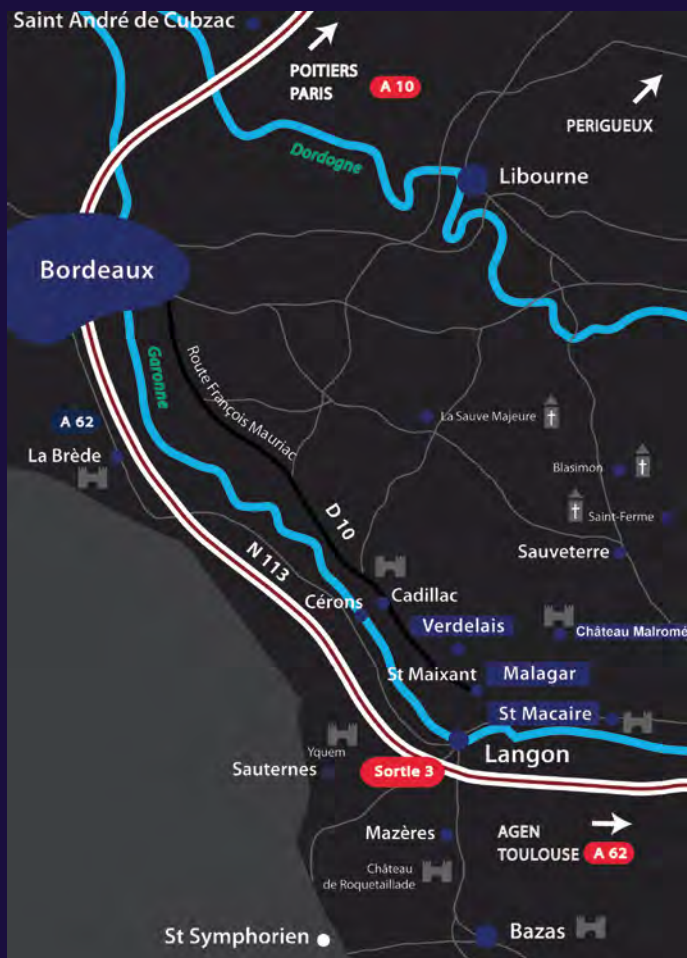 Saint André de Cubzac
POITIERS
PARIS
A 10
PERIGUEUX
Dordogne
Libourne
Bordeaux
Garonne
Route François Mauriac
A 62
La Brède
La Sauve Majeure
Blasimon
Saint-Ferme
D 10
Sauveterre
N 113
Cérons
Cadillac
Verdelais
Château Malromé
St Maixant
Malagar
St Macaire
Langon
Yquem
Sauternes
Sortie 3
Mazères
AGEN
TOULOUSE
A 62
Château
de Roquetaillade
St Symphorien
Bazas